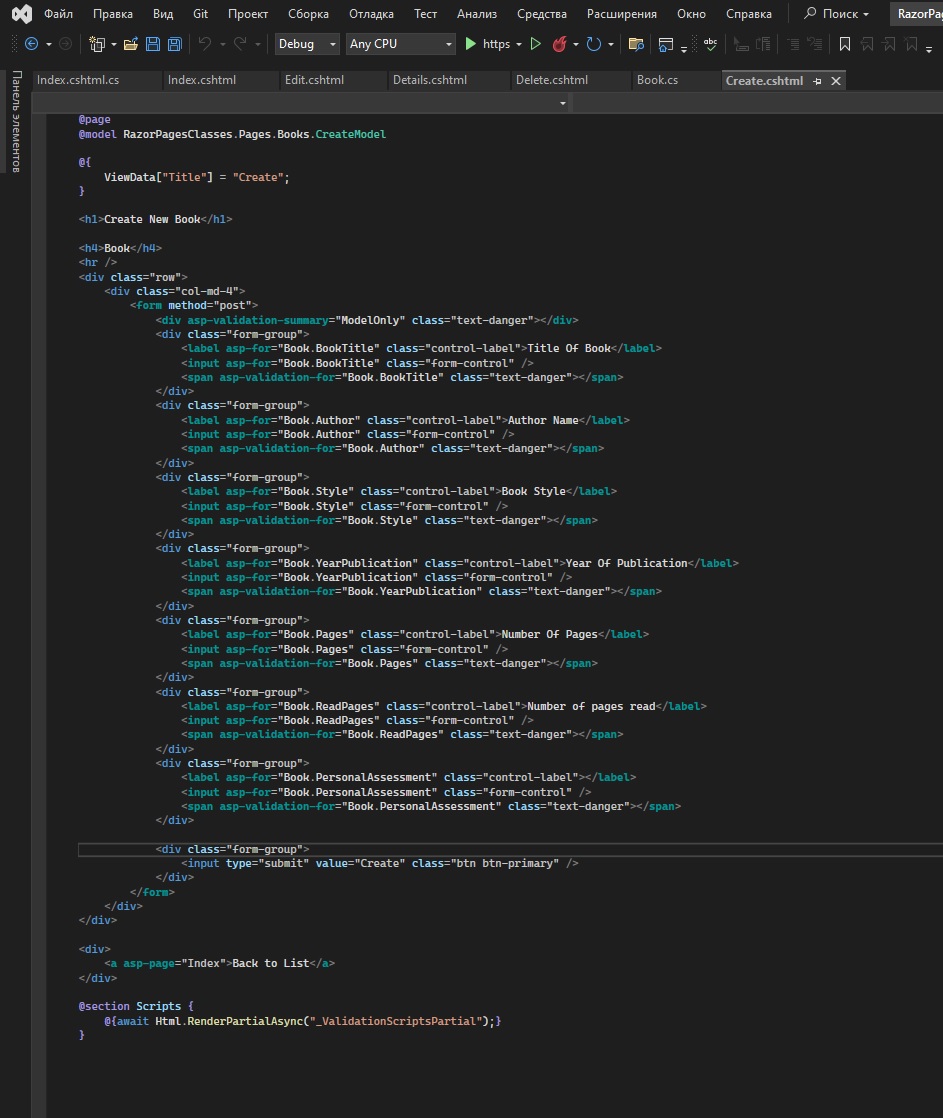 Файл Правка Вид Git Проект Сборка Отладка Тест Анализ Средства Расширения Окно Справка Поиск
Debug Any CPU https
Index.cshtml.cs Index.cshtml Edit.cshtml Details.cshtml Delete.cshtml Book.cs Create.cshtml
Панель элементов
@page
@model RazorPagesClasses.Pages.Books.CreateModel
@{
ViewData["Title"] = "Create";
}
<h1>Create New Book</h1>
<h4>Book</h4>
<hr />
<div class="row">
<div class="col-md-4">
<form method="post">
<div asp-validation-summary="ModelOnly" class="text-danger"></div>
<div class="form-group">
<label asp-for="Book.BookTitle" class="control-label">Title Of Book</label>
<input asp-for="Book.BookTitle" class="form-control" />
<span asp-validation-for="Book.BookTitle" class="text-danger"></span>
</div>
<div class="form-group">
<label asp-for="Book.Author" class="control-label">Author Name</label>
<input asp-for="Book.Author" class="form-control" />
<span asp-validation-for="Book.Author" class="text-danger"></span>
</div>
<div class="form-group">
<label asp-for="Book.Style" class="control-label">Book Style</label>
<input asp-for="Book.Style" class="form-control" />
<span asp-validation-for="Book.Style" class="text-danger"></span>
</div>
<div class="form-group">
<label asp-for="Book.YearPublication" class="control-label">Year Of Publication</label>
<input asp-for="Book.YearPublication" class="form-control" />
<span asp-validation-for="Book.YearPublication" class="text-danger"></span>
</div>
<div class="form-group">
<label asp-for="Book.Pages" class="control-label">Number Of Pages</label>
<input asp-for="Book.Pages" class="form-control" />
<span asp-validation-for="Book.Pages" class="text-danger"></span>
</div>
<div class="form-group">
<label asp-for="Book.ReadPages" class="control-label">Number of pages read</label>
<input asp-for="Book.ReadPages" class="form-control" />
<span asp-validation-for="Book.ReadPages" class="text-danger"></span>
</div>
<div class="form-group">
<label asp-for="Book.PersonalAssessment" class="control-label"></label>
<input asp-for="Book.PersonalAssessment" class="form-control" />
<span asp-validation-for="Book.PersonalAssessment" class="text-danger"></span>
</div>
<div class="form-group">
<input type="submit" value="Create" class="btn btn-primary" />
</div>
</form>
</div>
</div>
<div>
<a asp-page="Index">Back to List</a>
</div>
@section Scripts {
@{await Html.RenderPartialAsync("_ValidationScriptsPartial");}
}